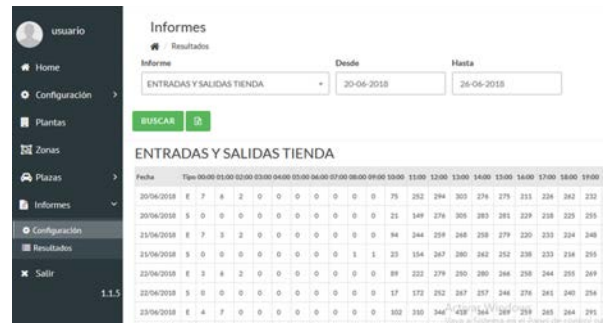 usuario
Home
Configuración
Plantas
Zonas
Plazas
Informes
Configuración
Resultados
Salir
1.1.5
Informes
/ Resultados
Informe Desde Hasta
ENTRADAS Y SALIDAS TIENDA 20-06-2018 26-06-2018
BUSCAR
ENTRADAS Y SALIDAS TIENDA
Fecha Tipo 00:00 01:00 02:00 03:00 04:00 05:00 06:00 07:00 08:00 09:00 10:00 11:00 12:00 13:00 14:00 15:00 16:00 17:00 18:00 19:00
20/06/2018 E 7 6 2 0 0 0 0 0 0 0 75 252 294 303 276 275 211 226 262 232
20/06/2018 S 0 0 0 0 0 0 0 0 0 0 21 149 276 305 283 281 229 218 225 255
21/06/2018 E 7 3 2 0 0 0 0 0 0 0 94 244 259 268 258 279 220 233 224 248
21/06/2018 S 0 0 0 0 0 0 0 0 1 1 23 154 267 280 262 252 238 233 216 255
22/06/2018 E 3 6 2 0 0 0 0 0 0 0 89 222 279 250 280 266 258 244 255 269
22/06/2018 S 0 0 0 0 0 0 0 0 0 0 17 172 252 267 257 246 276 261 240 256
23/06/2018 E 4 7 0 0 0 0 0 0 0 102 310 346 418 364 269 259 265 264 291
Activar Windows